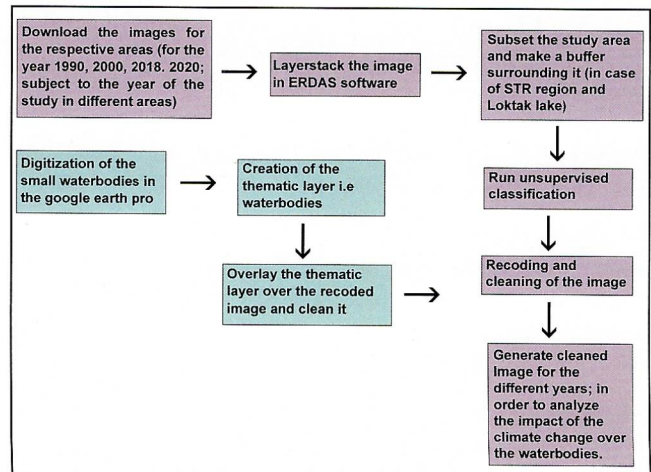 Download the images for
the respective areas (for the
year 1990, 2000, 2018. 2020;
subject to the year of the
study in different areas)
Layerstack the image
in ERDAS software
Subset the study area
and make a buffer
surrounding it (in case
of STR region and
Loktak lake)
Digitization of the
small waterbodies in
the google earth pro
Creation of the
thematic layer i.e
waterbodies
Run unsupervised
classification
Overlay the thematic
layer over the recoded
image and clean it
Recoding and
cleaning of the image
Generate cleaned
Image for the
different years; in
order to analyze
the impact of the
climate change over
the waterbodies.